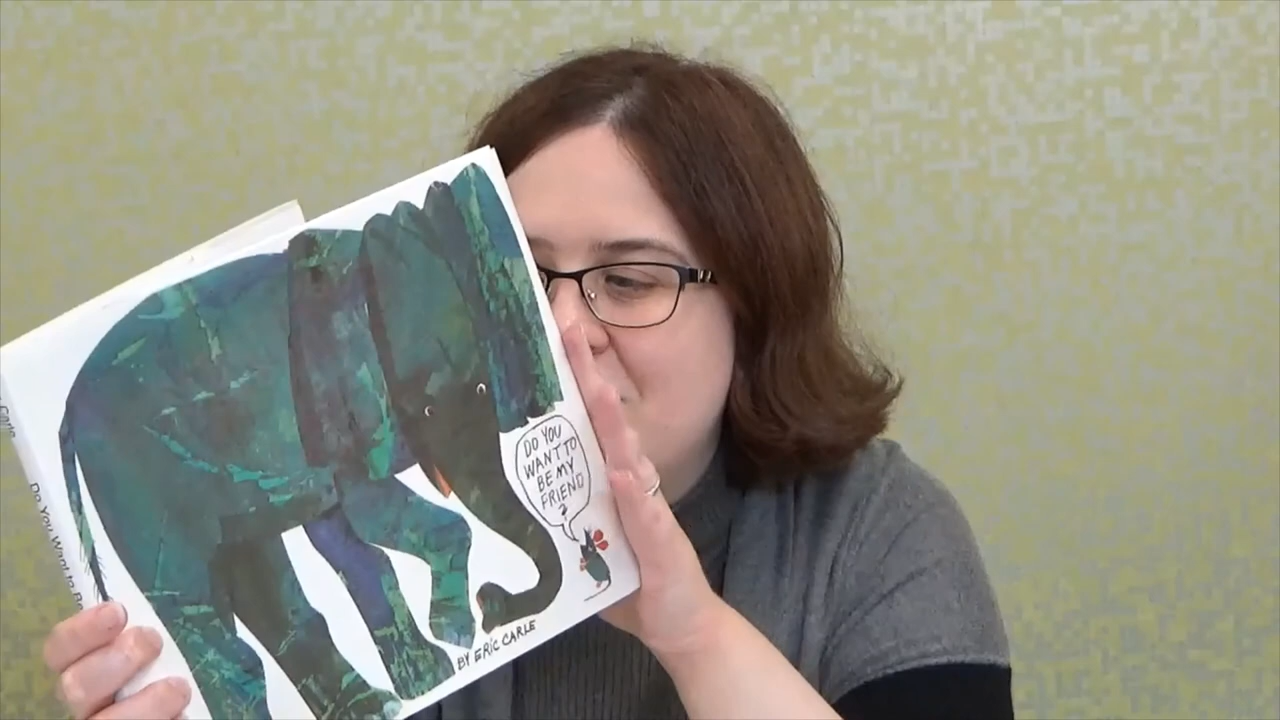 DO YOU
WANT TO
BE MY
FRIEND
?
BY ERIC CARLE
Carle
Do You Want to Be